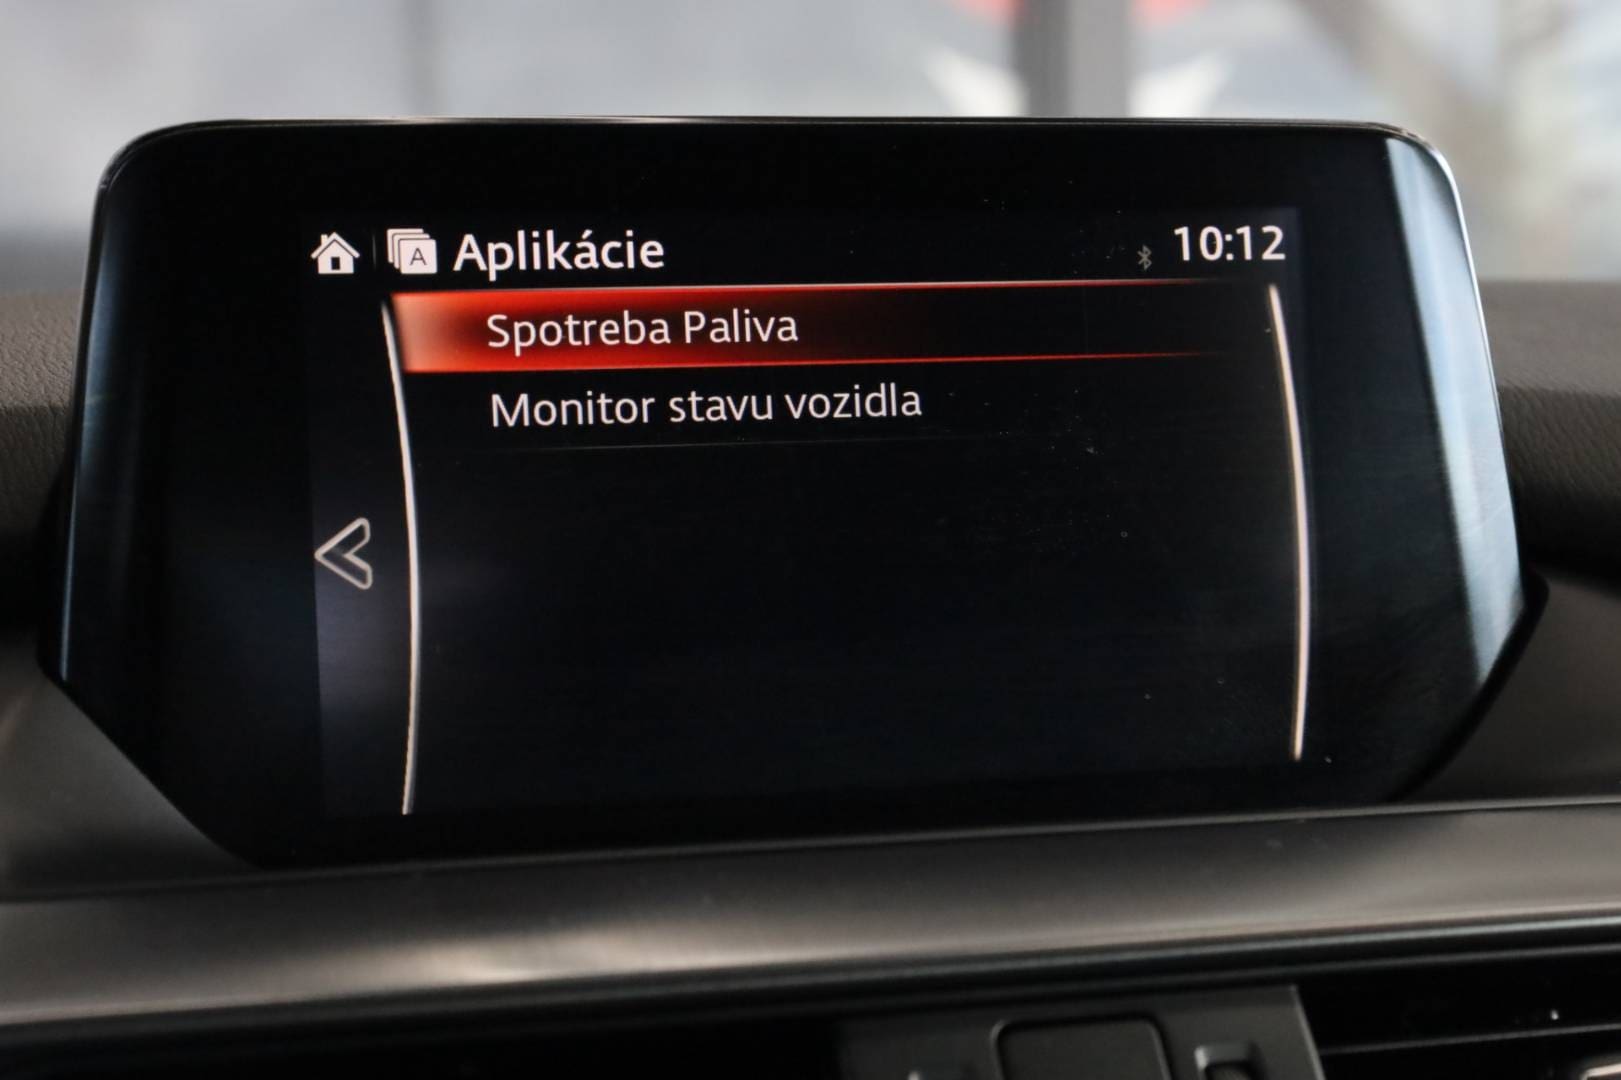 A Aplikácie 10:12
Spotreba Paliva
Monitor stavu vozidla